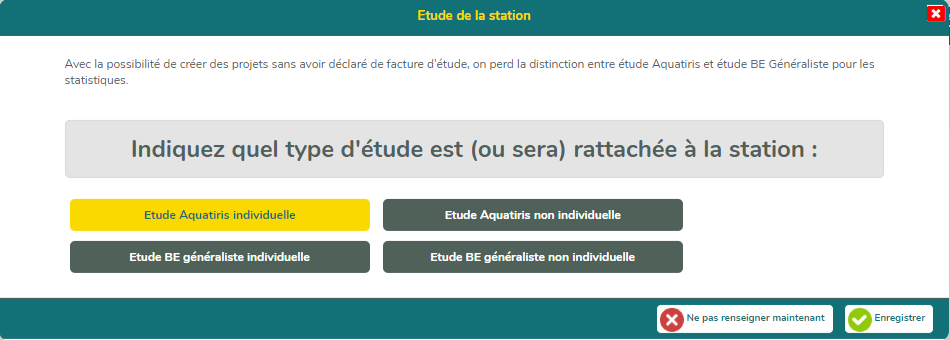 Etude de la station
Avec la possibilité de créer des projets sans avoir déclaré de facture d'étude, on perd la distinction entre étude Aquatiris et étude BE Généraliste pour les
statistiques.
Indiquez quel type d'étude est (ou sera) rattachée à la station :
Etude Aquatiris individuelle
Etude Aquatiris non individuelle
Etude BE généraliste individuelle
Etude BE généraliste non individuelle
Ne pas renseigner maintenant
Enregistrer